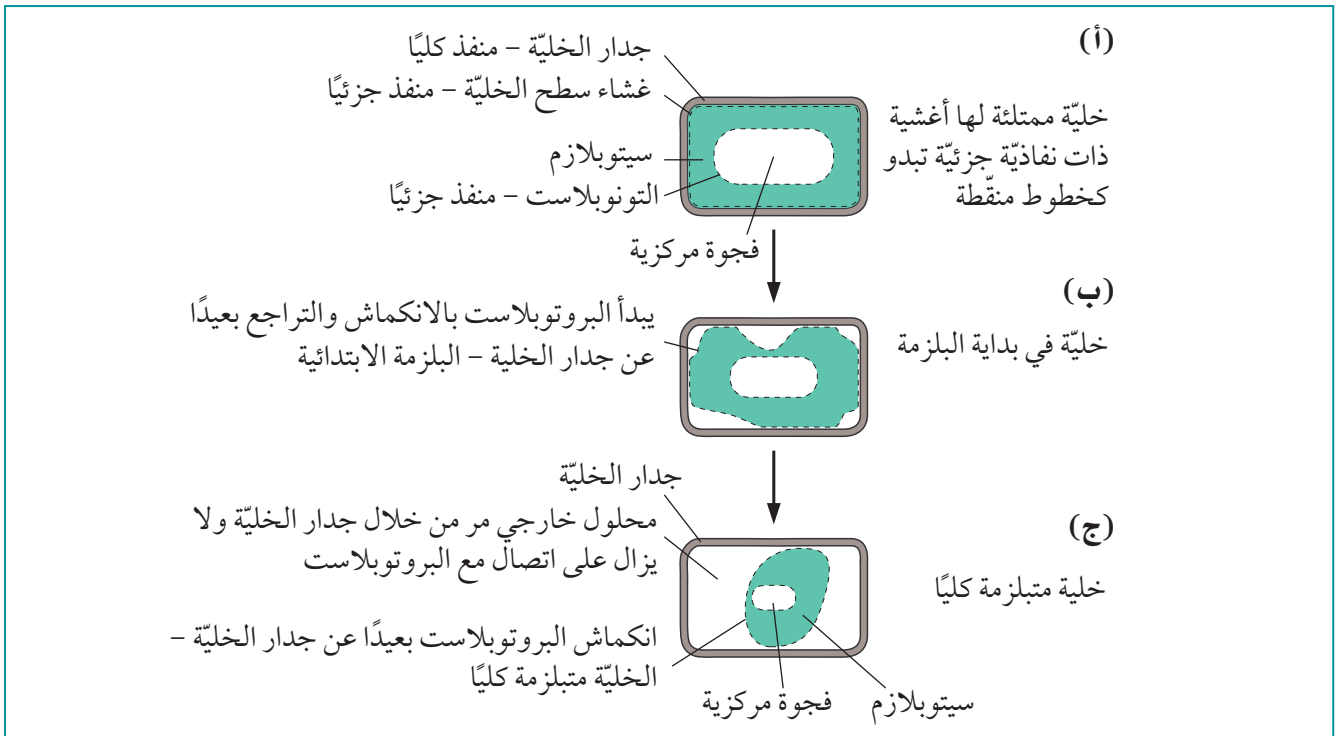 (أ)
خليّة ممتلئة لها أغشية
ذات نفاذيّة جزئيّة تبدو
كخطوط منقّطة
جدار الخليّة – منفذ كليًا
غشاء سطح الخليّة – منفذ جزئيًا
سيتوبلازم
التونوبلاست – منفذ جزئيًا
فجوة مركزية
(ب)
خليّة في بداية البلزمة
يبدأ البروتوبلاست بالانكماش والتراجع بعيدًا
عن جدار الخلية – البلزمة الابتدائية
(ج)
خلية متبلزمة كليًا
جدار الخليّة
محلول خارجي مر من خلال جدار الخليّة ولا
يزال على اتصال مع البروتوبلاست
انكماش البروتوبلاست بعيدًا عن جدار الخليّة –
الخليّة متبلزمة كليًا
سيتوبلازم
فجوة مركزية